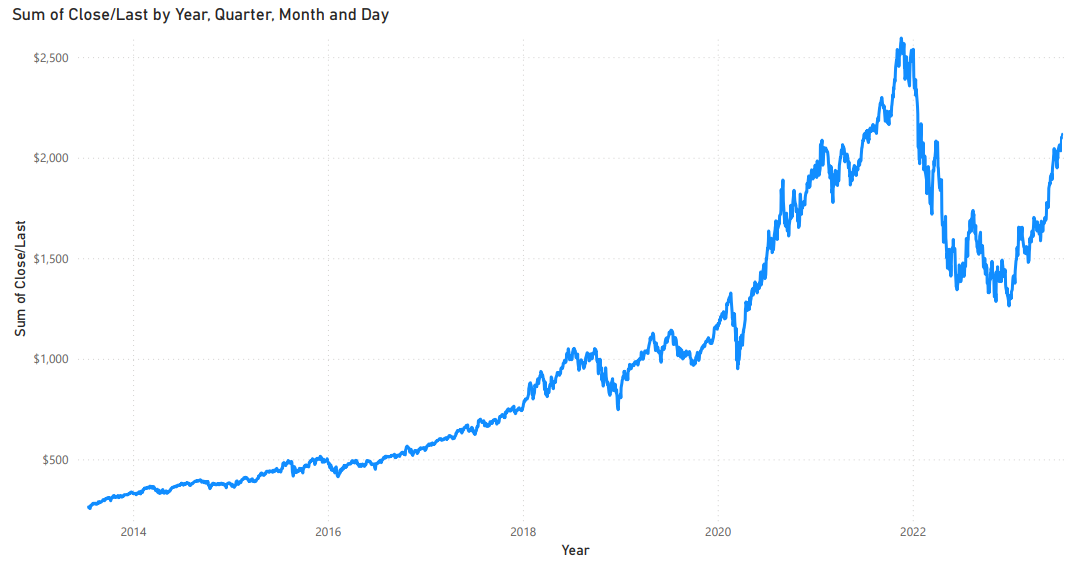 Sum of Close/Last by Year, Quarter, Month and Day
$2,500
$2,000
$1,500
$1,000
$500
Sum of Close/Last
2014 2016 2018 2020 2022
Year